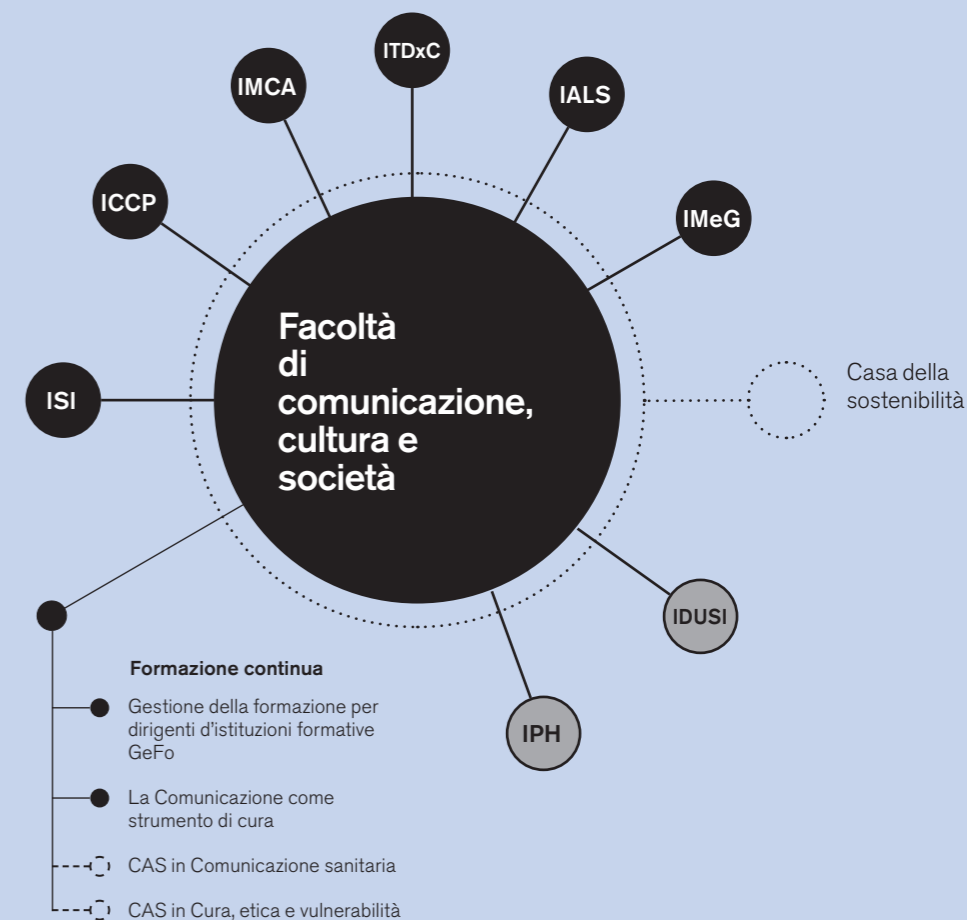 ITDxC
IMCA
IALS
ICCP
IMeG
ISI
Facoltà
di
comunicazione,
cultura e
società
Casa della
sostenibilità
IDUSI
IPH
Formazione continua
Gestione della formazione per
dirigenti d'istituzioni formative
GeFo
La Comunicazione come
strumento di cura
CAS in Comunicazione sanitaria
CAS in Cura, etica e vulnerabilità